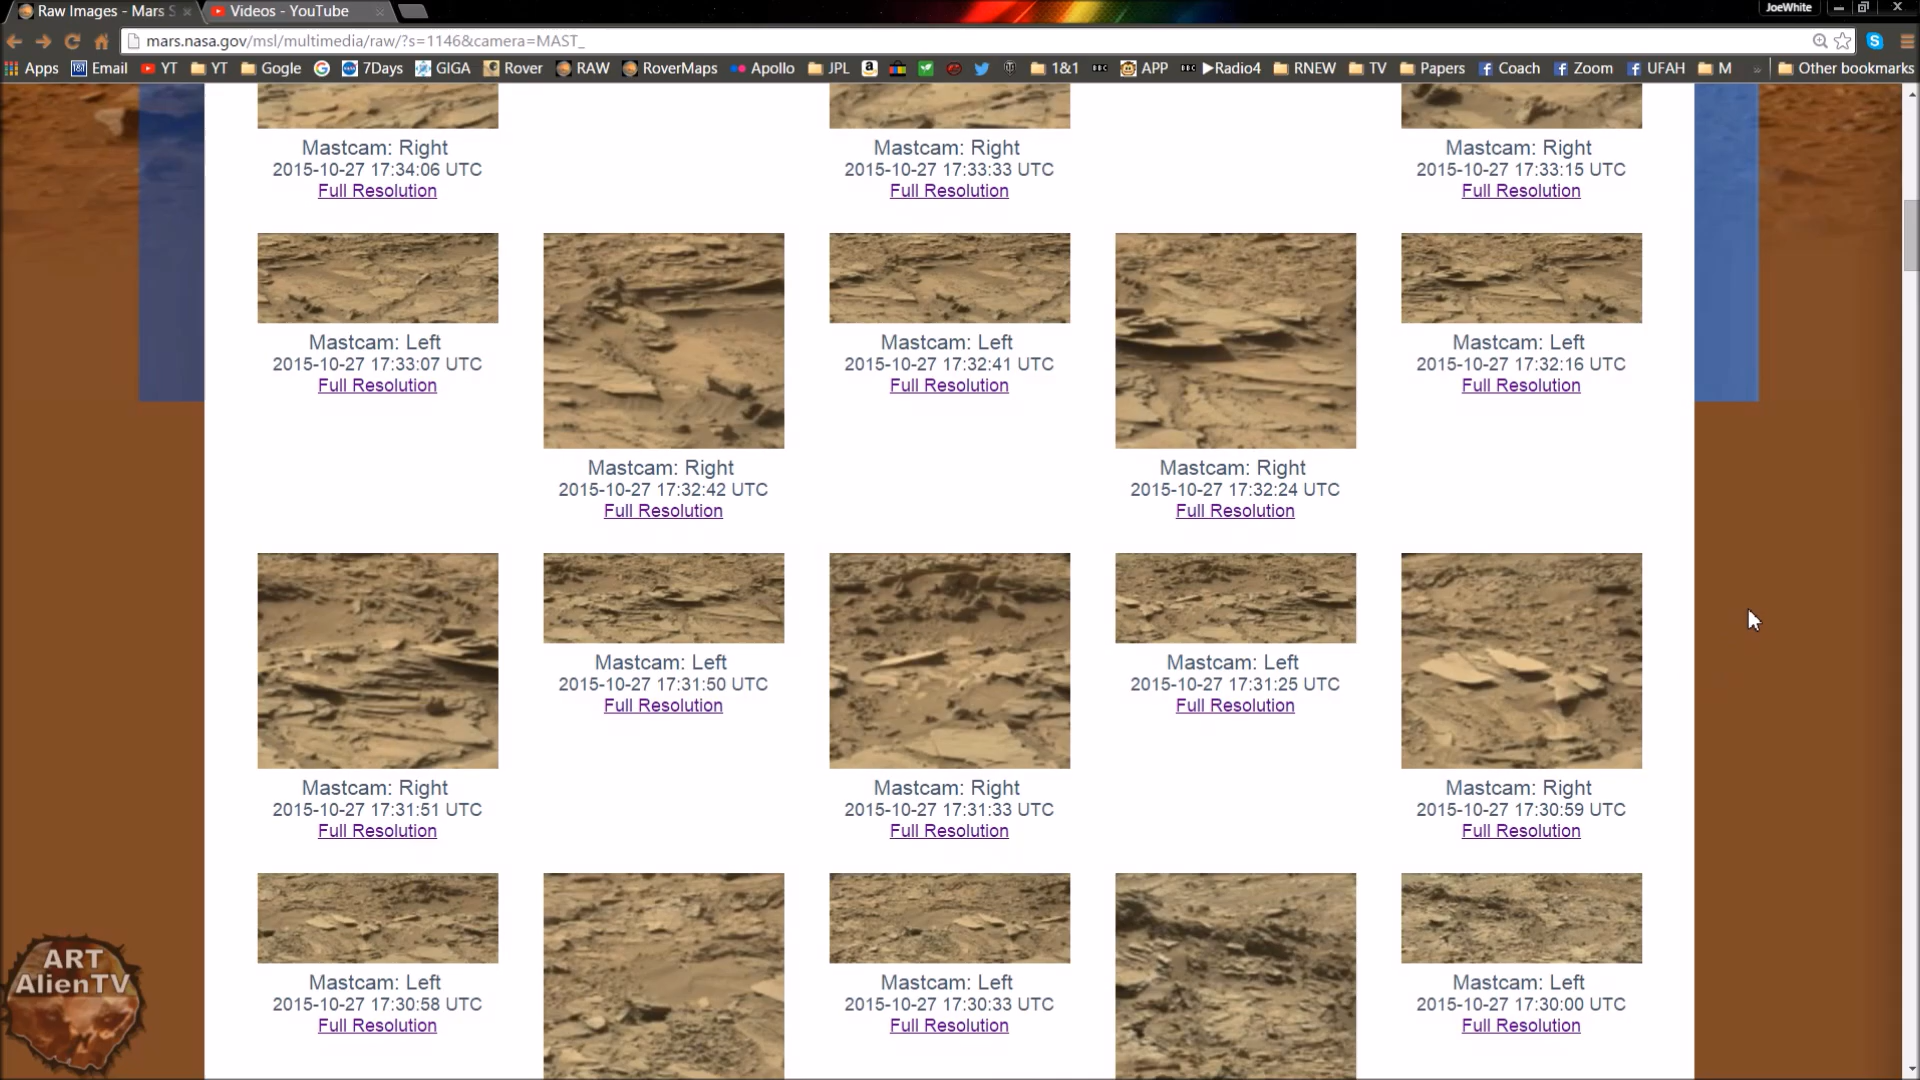 Raw Images - Mars S
Videos - YouTube
JoeWhite
mars.nasa.gov/msl/multimedia/raw/?s=1146&camera=MAST_
Apps Email YT YT Gogle 7Days GIGA Rover RAW RoverMaps Apollo JPL 1&1 APP ▶Radio4 RNEW TV Papers Coach Zoom UFAH M » Other bookmarks
Mastcam: Right Mastcam: Right Mastcam: Right
2015-10-27 17:34:06 UTC 2015-10-27 17:33:33 UTC 2015-10-27 17:33:15 UTC
Full Resolution Full Resolution Full Resolution
Mastcam: Left Mastcam: Left Mastcam: Left
2015-10-27 17:33:07 UTC 2015-10-27 17:32:41 UTC 2015-10-27 17:32:16 UTC
Full Resolution Full Resolution Full Resolution
Mastcam: Right Mastcam: Right
2015-10-27 17:32:42 UTC 2015-10-27 17:32:24 UTC
Full Resolution Full Resolution
Mastcam: Left Mastcam: Left
2015-10-27 17:31:50 UTC 2015-10-27 17:31:25 UTC
Full Resolution Full Resolution
Mastcam: Right Mastcam: Right Mastcam: Right
2015-10-27 17:31:51 UTC 2015-10-27 17:31:33 UTC 2015-10-27 17:30:59 UTC
Full Resolution Full Resolution Full Resolution
Mastcam: Left Mastcam: Left Mastcam: Left
2015-10-27 17:30:58 UTC 2015-10-27 17:30:33 UTC 2015-10-27 17:30:00 UTC
Full Resolution Full Resolution Full Resolution
ART
AlienTV